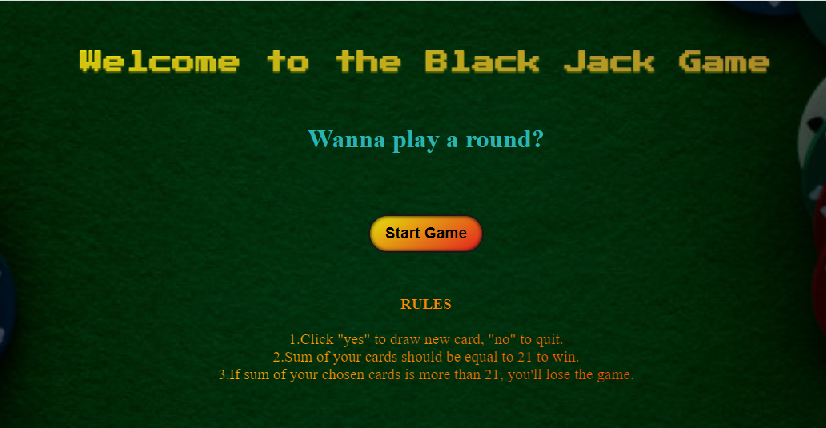 Welcome to the Black Jack Game
Wanna play a round?
Start Game
RULES
1.Click "yes" to draw new card, "no" to quit.
2.Sum of your cards should be equal to 21 to win.
3.If sum of your chosen cards is more than 21, you'll lose the game.